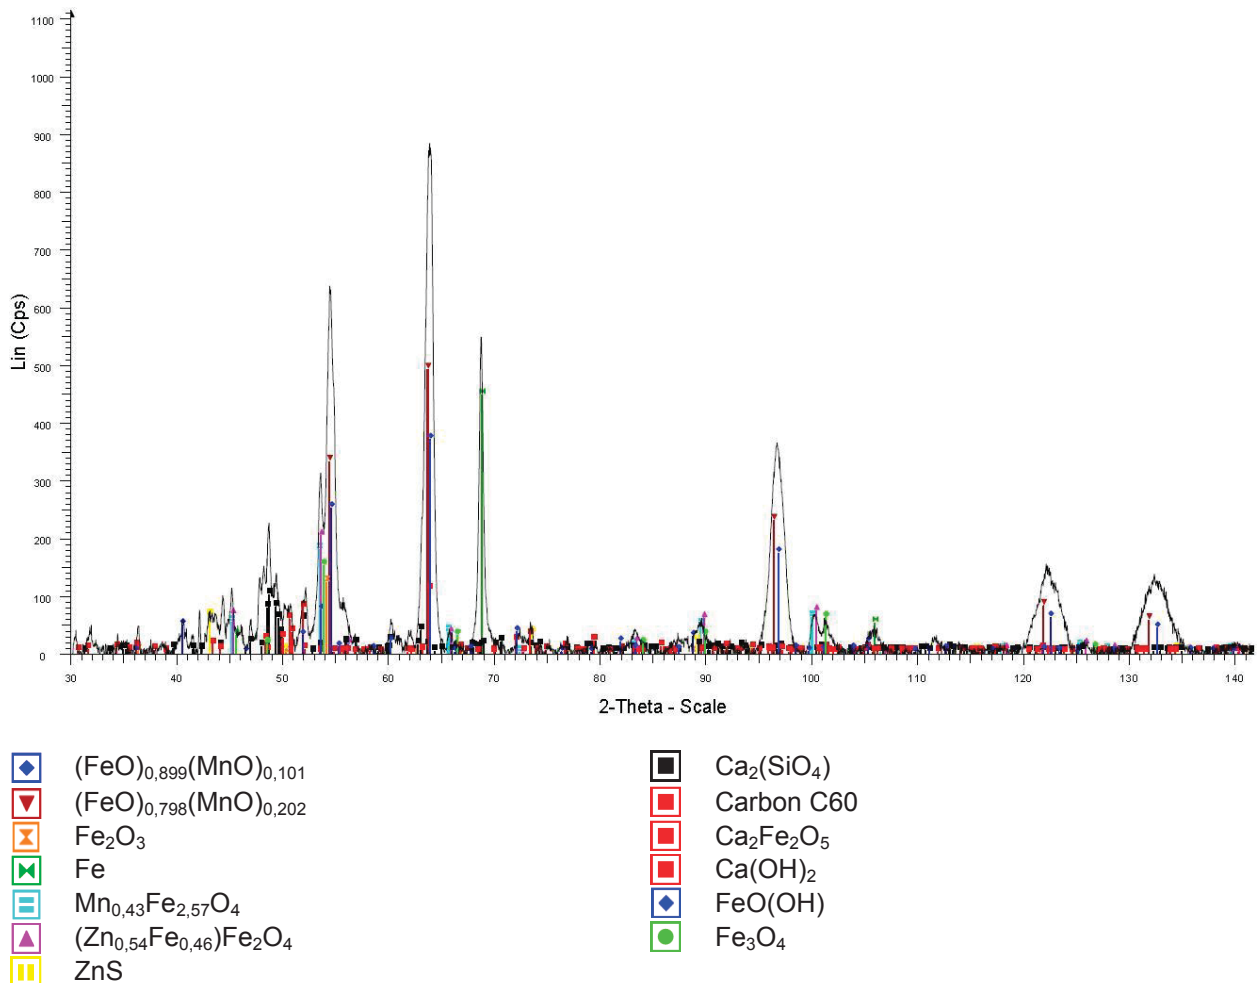 1100
1000
900
800
700
600
500
400
300
200
100
0
Lin (Cps)
30 40 50 60 70 80 90 100 110 120 130 140
2-Theta - Scale
(FeO)0,899(MnO)0,101
(FeO)0,798(MnO)0,202
Fe2O3
Fe
Mn0,43Fe2,57O4
(Zn0,54Fe0,46)Fe2O4
ZnS
Ca2(SiO4)
Carbon C60
Ca2Fe2O5
Ca(OH)2
FeO(OH)
Fe3O4